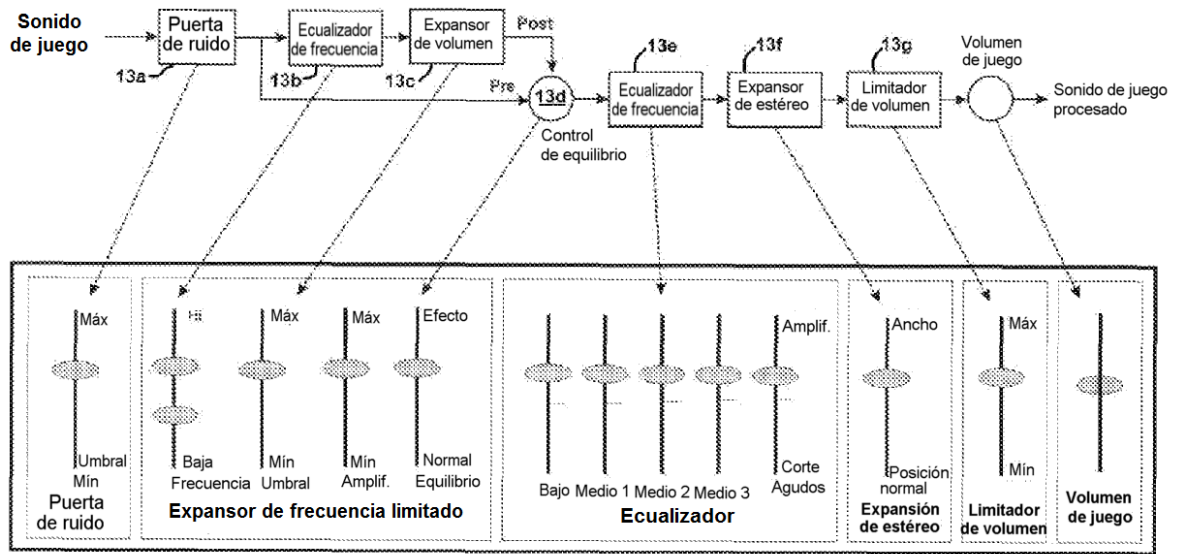 Sonido
de juego
Puerta
de ruido
13a
Ecualizador
de frecuencia
13b
Expansor
de volumen
13c
Post
Pre
13d
Control
de equilibrio
13e
Ecualizador
de frecuencia
13f
Expansor
de estéreo
13g
Limitador
de volumen
Volumen
de juego
Sonido de juego
procesado
Máx
Umbral
Mín
Puerta
de ruido
Hi
Baja
Frecuencia
Máx
Mín
Umbral
Máx
Mín
Amplif.
Efecto
Normal
Equilibrio
Expansor de frecuencia limitado
Amplif.
Corte
Bajo Medio 1 Medio 2 Medio 3 Agudos
Ecualizador
Ancho
Posición
normal
Expansión
de estéreo
Máx
Mín
Limitador
de volumen
Volumen
de juego